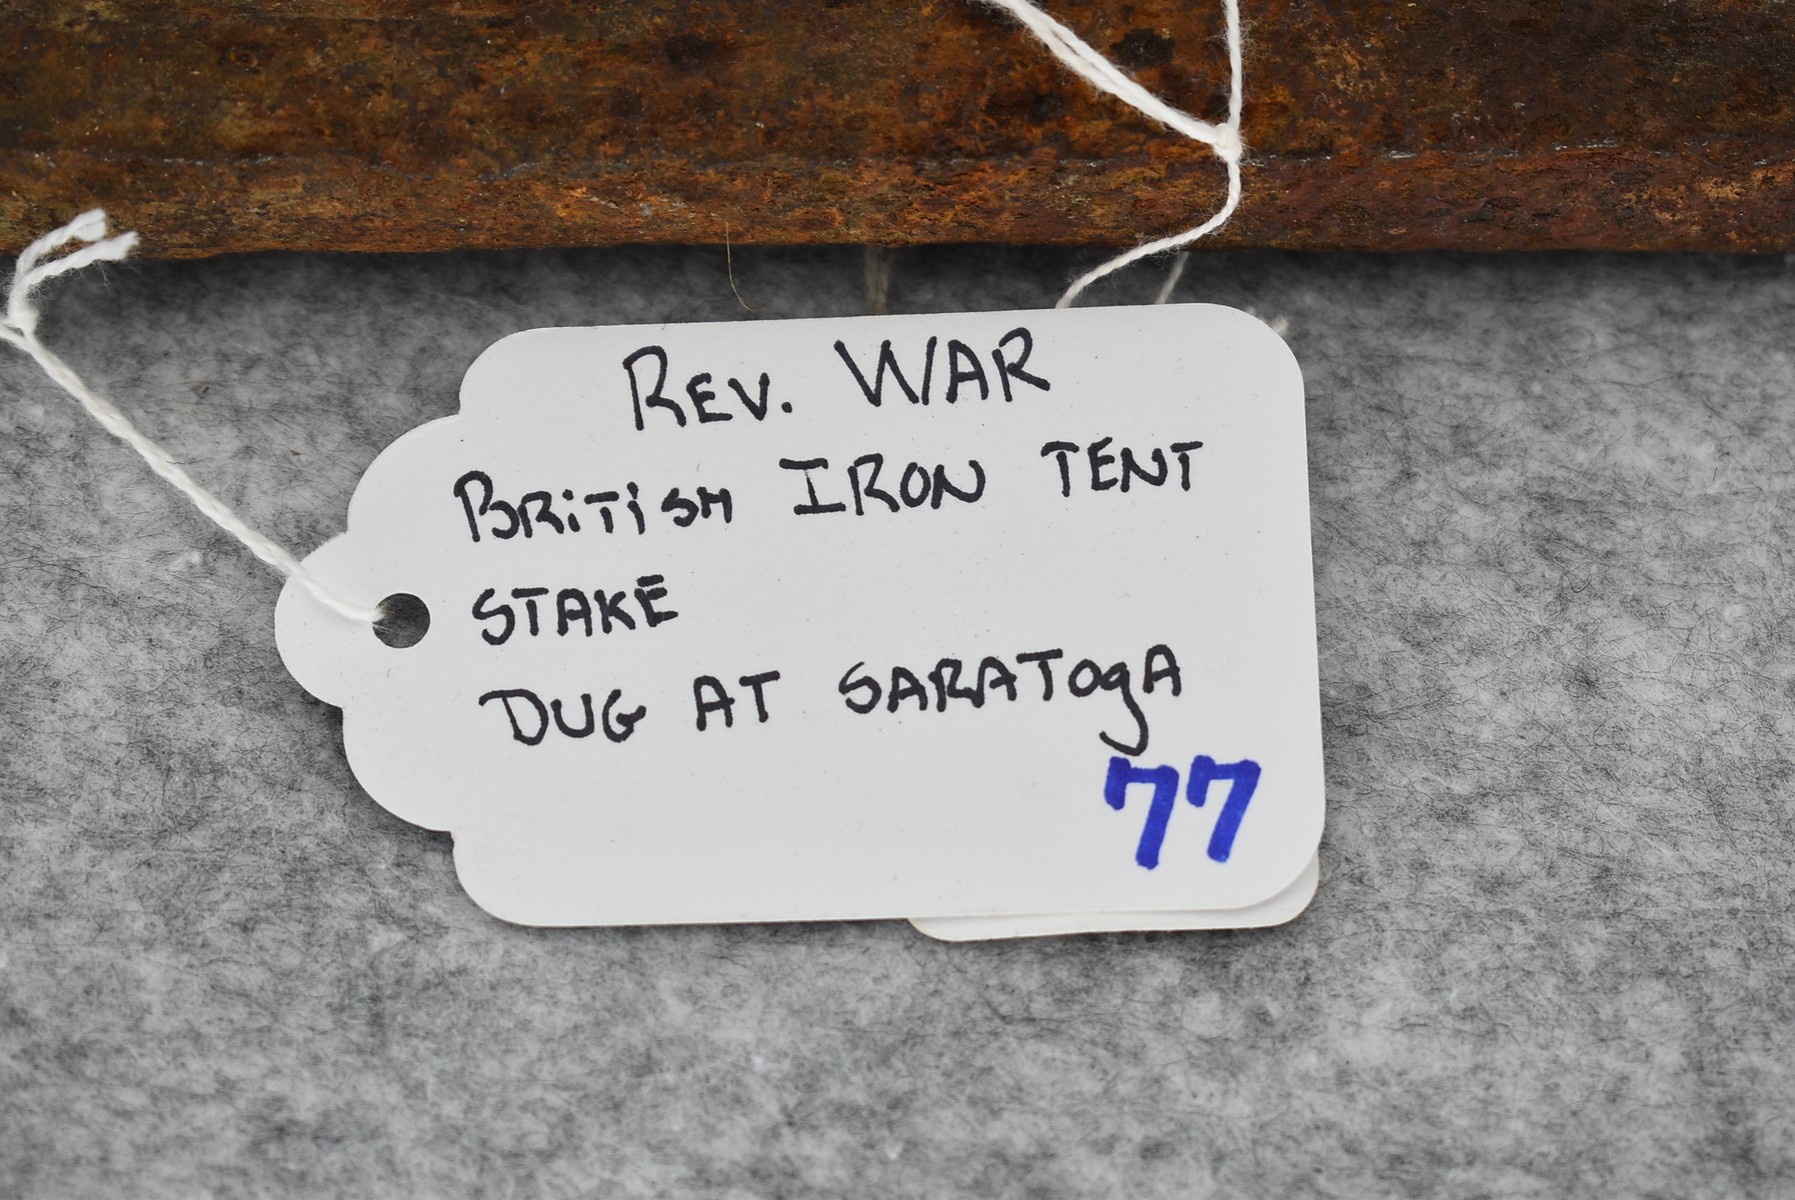 REV. WAR
BRiTiSH IRON TENT
STAKE
DUG AT SARATOgA
77